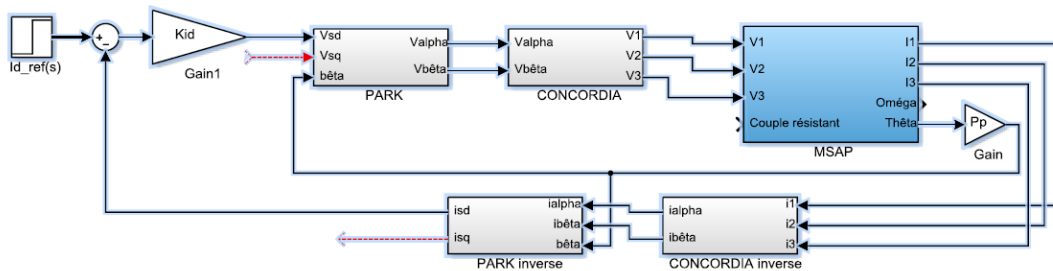 Id_ref(s)
Kid
Gain1
Vsd
Vsq
bêta
Valpha
Vbêta
PARK
Valpha
Vbêta
V1
V2
V3
CONCORDIA
V1
V2
V3
Couple résistant
I1
I2
I3
Oméga
Thêta
MSAP
Pp
Gain
isd
isq
ialpha
ibêta
bêta
PARK inverse
ialpha
ibêta
i1
i2
i3
CONCORDIA inverse